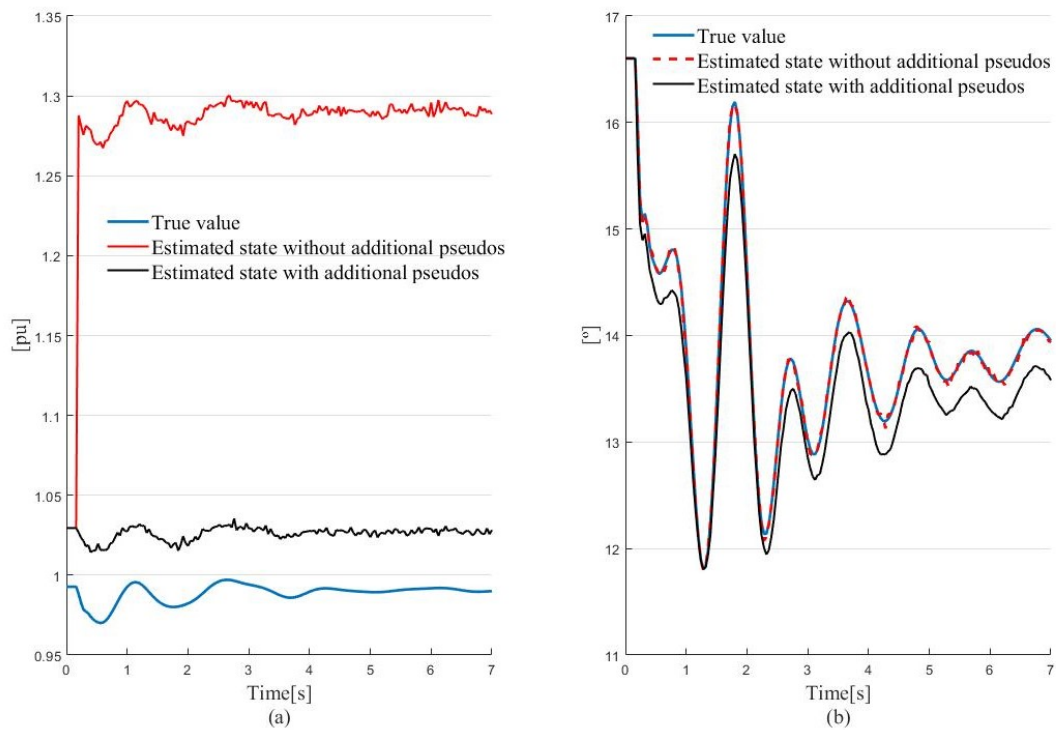 1.35
1.3
1.25
1.2
1.15
1.1
1.05
1
0.95
[pu]
True value
Estimated state without additional pseudos
Estimated state with additional pseudos
0 1 2 3 4 5 6 7
Time[s]
(a)
17
16
15
14
13
12
11
[º]
True value
Estimated state without additional pseudos
Estimated state with additional pseudos
0 1 2 3 4 5 6 7
Time[s]
(b)